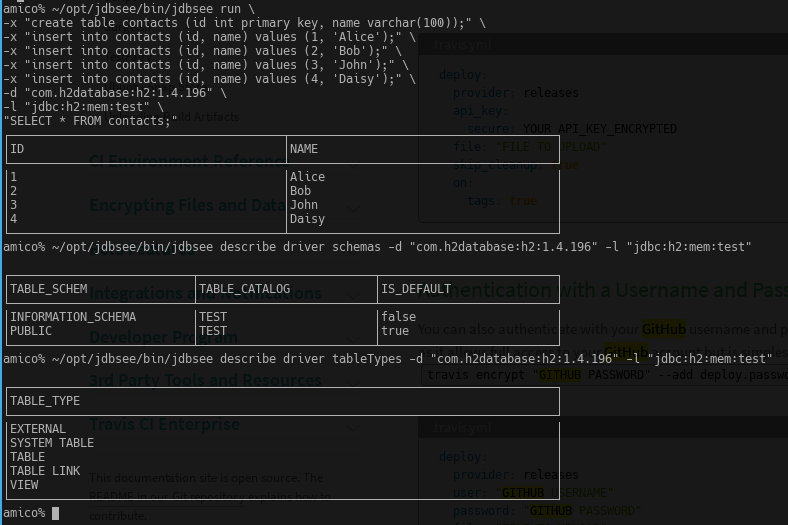 amico% ~/opt/jdbsee/bin/jdbsee run \
-x "create table contacts (id int primary key, name varchar(100));" \
-x "insert into contacts (id, name) values (1, 'Alice');" \
-x "insert into contacts (id, name) values (2, 'Bob');" \
-x "insert into contacts (id, name) values (3, 'John');" \
-x "insert into contacts (id, name) values (4, 'Daisy');" \
-d "com.h2database:h2:1.4.196" \
-l "jdbc:h2:mem:test" \
"SELECT * FROM contacts;"
ID NAME
1 Alice
2 Bob
3 John
4 Daisy
amico% ~/opt/jdbsee/bin/jdbsee describe driver schemas -d "com.h2database:h2:1.4.196" -l "jdbc:h2:mem:test"
TABLE_SCHEM TABLE_CATALOG IS_DEFAULT
INFORMATION_SCHEMA TEST false
PUBLIC TEST true
amico% ~/opt/jdbsee/bin/jdbsee describe driver tableTypes -d "com.h2database:h2:1.4.196" -l "jdbc:h2:mem:test"
TABLE_TYPE
EXTERNAL
SYSTEM TABLE
TABLE
TABLE LINK
VIEW
amico%
Build Artifacts
CI Environment Reference
Encrypting Files and Data
Integrations and Notifications
Developer Program
3rd Party Tools and Resources
Travis CI Enterprise
This documentation site is open source. The
README in our Git repository explains how to
contribute.
travis.yml
deploy:
provider: releases
api_key:
secure: YOUR_API_KEY_ENCRYPTED
file: "FILE TO UPLOAD"
skip_cleanup: true
on:
tags: true
Authentication with a Username and Pass
You can also authenticate with your GitHub username and p
GitHub
travis encrypt "GITHUB PASSWORD" --add deploy.passwo
travis.yml
deploy:
provider: releases
user: "GITHUB USERNAME"
password: "GITHUB PASSWORD"